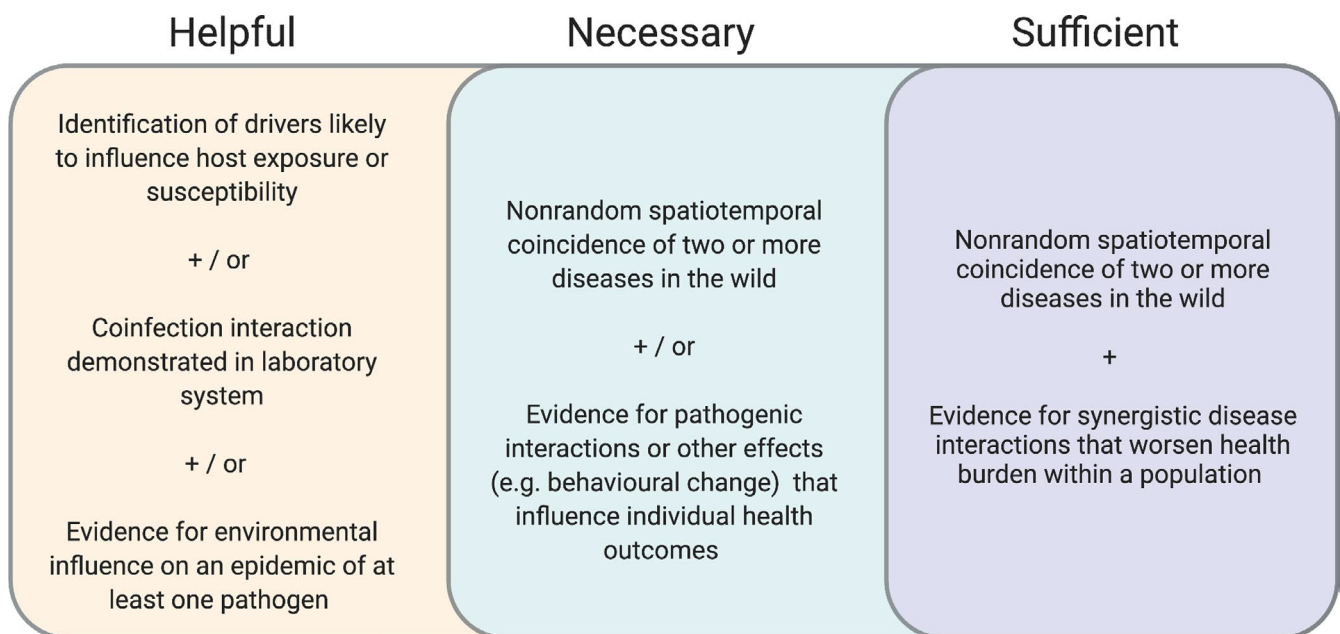 Helpful
Necessary
Sufficient
Identification of drivers likely
to influence host exposure or
susceptibility
+ / or
Coinfection interaction
demonstrated in laboratory
system
+ / or
Evidence for environmental
influence on an epidemic of at
least one pathogen
Nonrandom spatiotemporal
coincidence of two or more
diseases in the wild
+ / or
Evidence for pathogenic
interactions or other effects
(e.g. behavioural change) that
influence individual health
outcomes
Nonrandom spatiotemporal
coincidence of two or more
diseases in the wild
+
Evidence for synergistic disease
interactions that worsen health
burden within a population